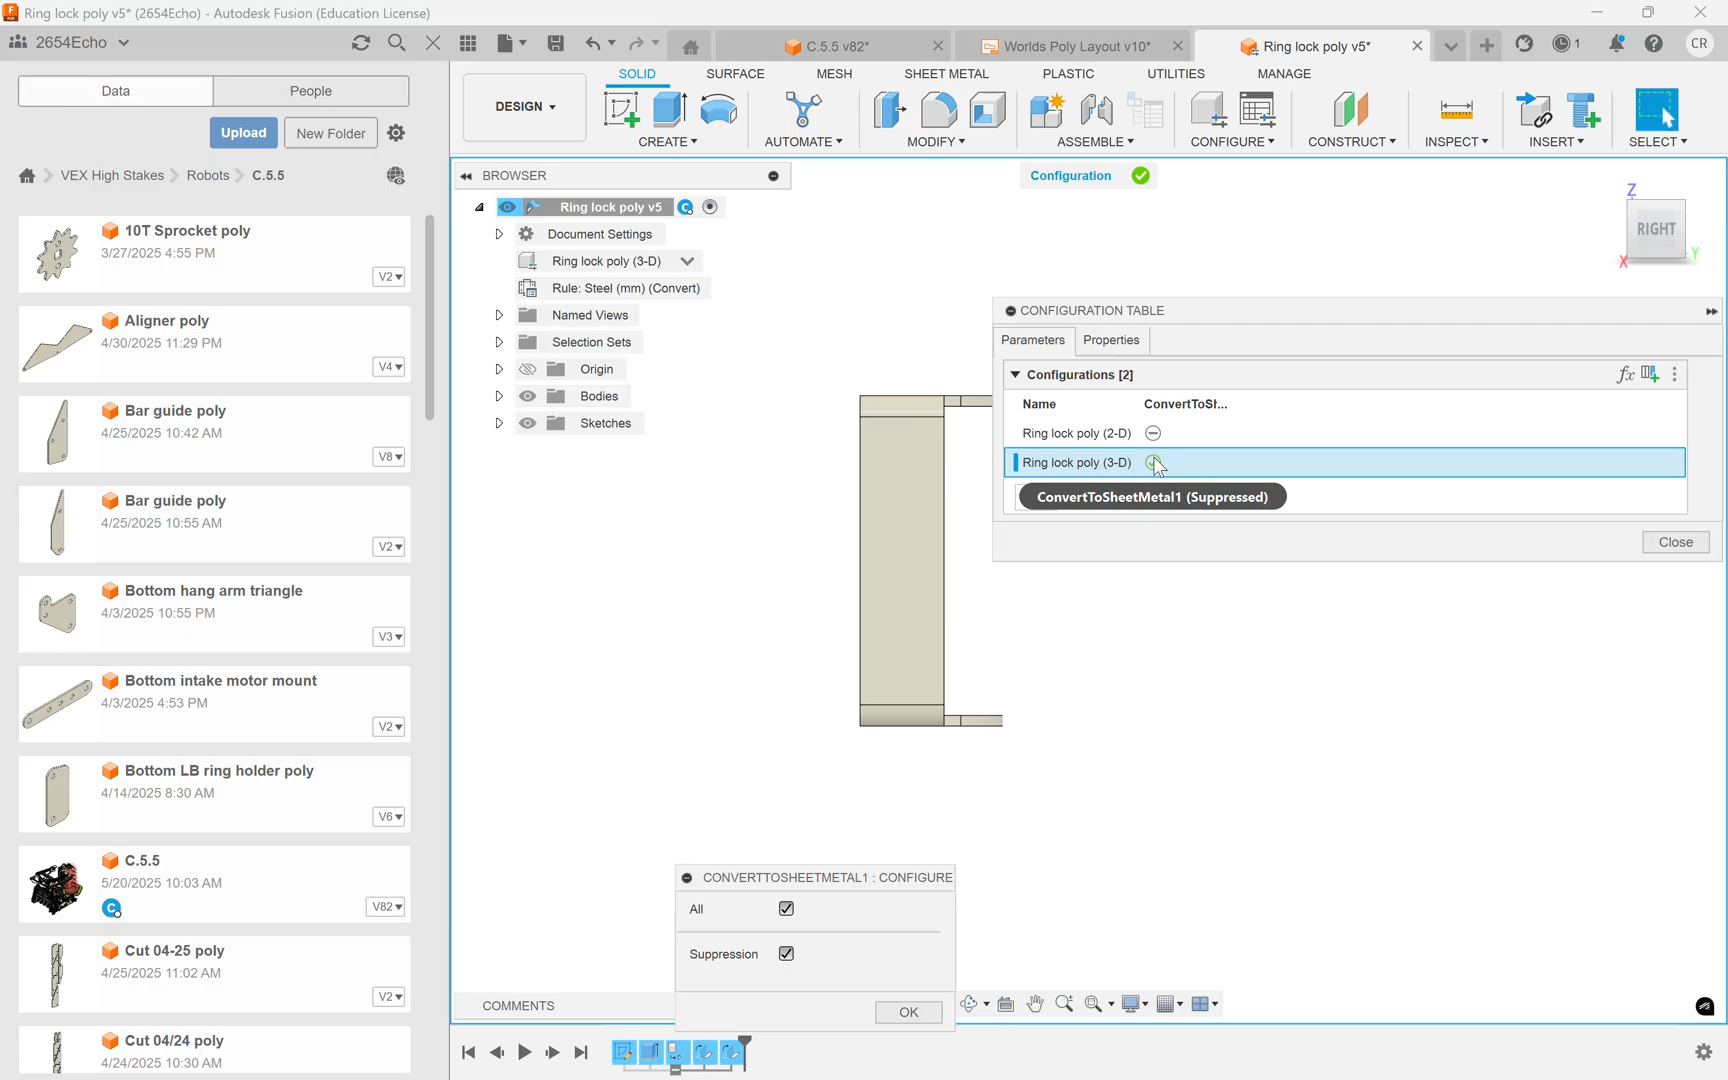 Ring lock poly v5* (2654Echo) - Autodesk Fusion (Education License)
2654Echo
C.5.5 v82*
Worlds Poly Layout v10*
Ring lock poly v5*
1
CR
Data
People
Upload
New Folder
VEX High Stakes
Robots
C.5.5
DESIGN
SOLID
SURFACE
MESH
SHEET METAL
PLASTIC
UTILITIES
MANAGE
CREATE
AUTOMATE
MODIFY
ASSEMBLE
CONFIGURE
CONSTRUCT
INSPECT
INSERT
SELECT
10T Sprocket poly
3/27/2025 4:55 PM
V2
Aligner poly
4/30/2025 11:29 PM
V4
Bar guide poly
4/25/2025 10:42 AM
V8
Bar guide poly
4/25/2025 10:55 AM
V2
Bottom hang arm triangle
4/3/2025 10:55 PM
V3
Bottom intake motor mount
4/3/2025 4:53 PM
V2
Bottom LB ring holder poly
4/14/2025 8:30 AM
V6
C.5.5
5/20/2025 10:03 AM
C
V82
Cut 04-25 poly
4/25/2025 11:02 AM
V2
Cut 04/24 poly
4/24/2025 10:30 AM
BROWSER
Ring lock poly v5
C
Document Settings
Ring lock poly (3-D)
Rule: Steel (mm) (Convert)
Named Views
Selection Sets
Origin
Bodies
Sketches
Configuration
Z
RIGHT
X
Y
CONFIGURATION TABLE
Parameters
Properties
Configurations [2]
fx
Name
ConvertToSt...
Ring lock poly (2-D)
Ring lock poly (3-D)
ConvertToSheetMetal1 (Suppressed)
Close
CONVERTTOSHEETMETAL1 : CONFIGURE
All
Suppression
OK
COMMENTS